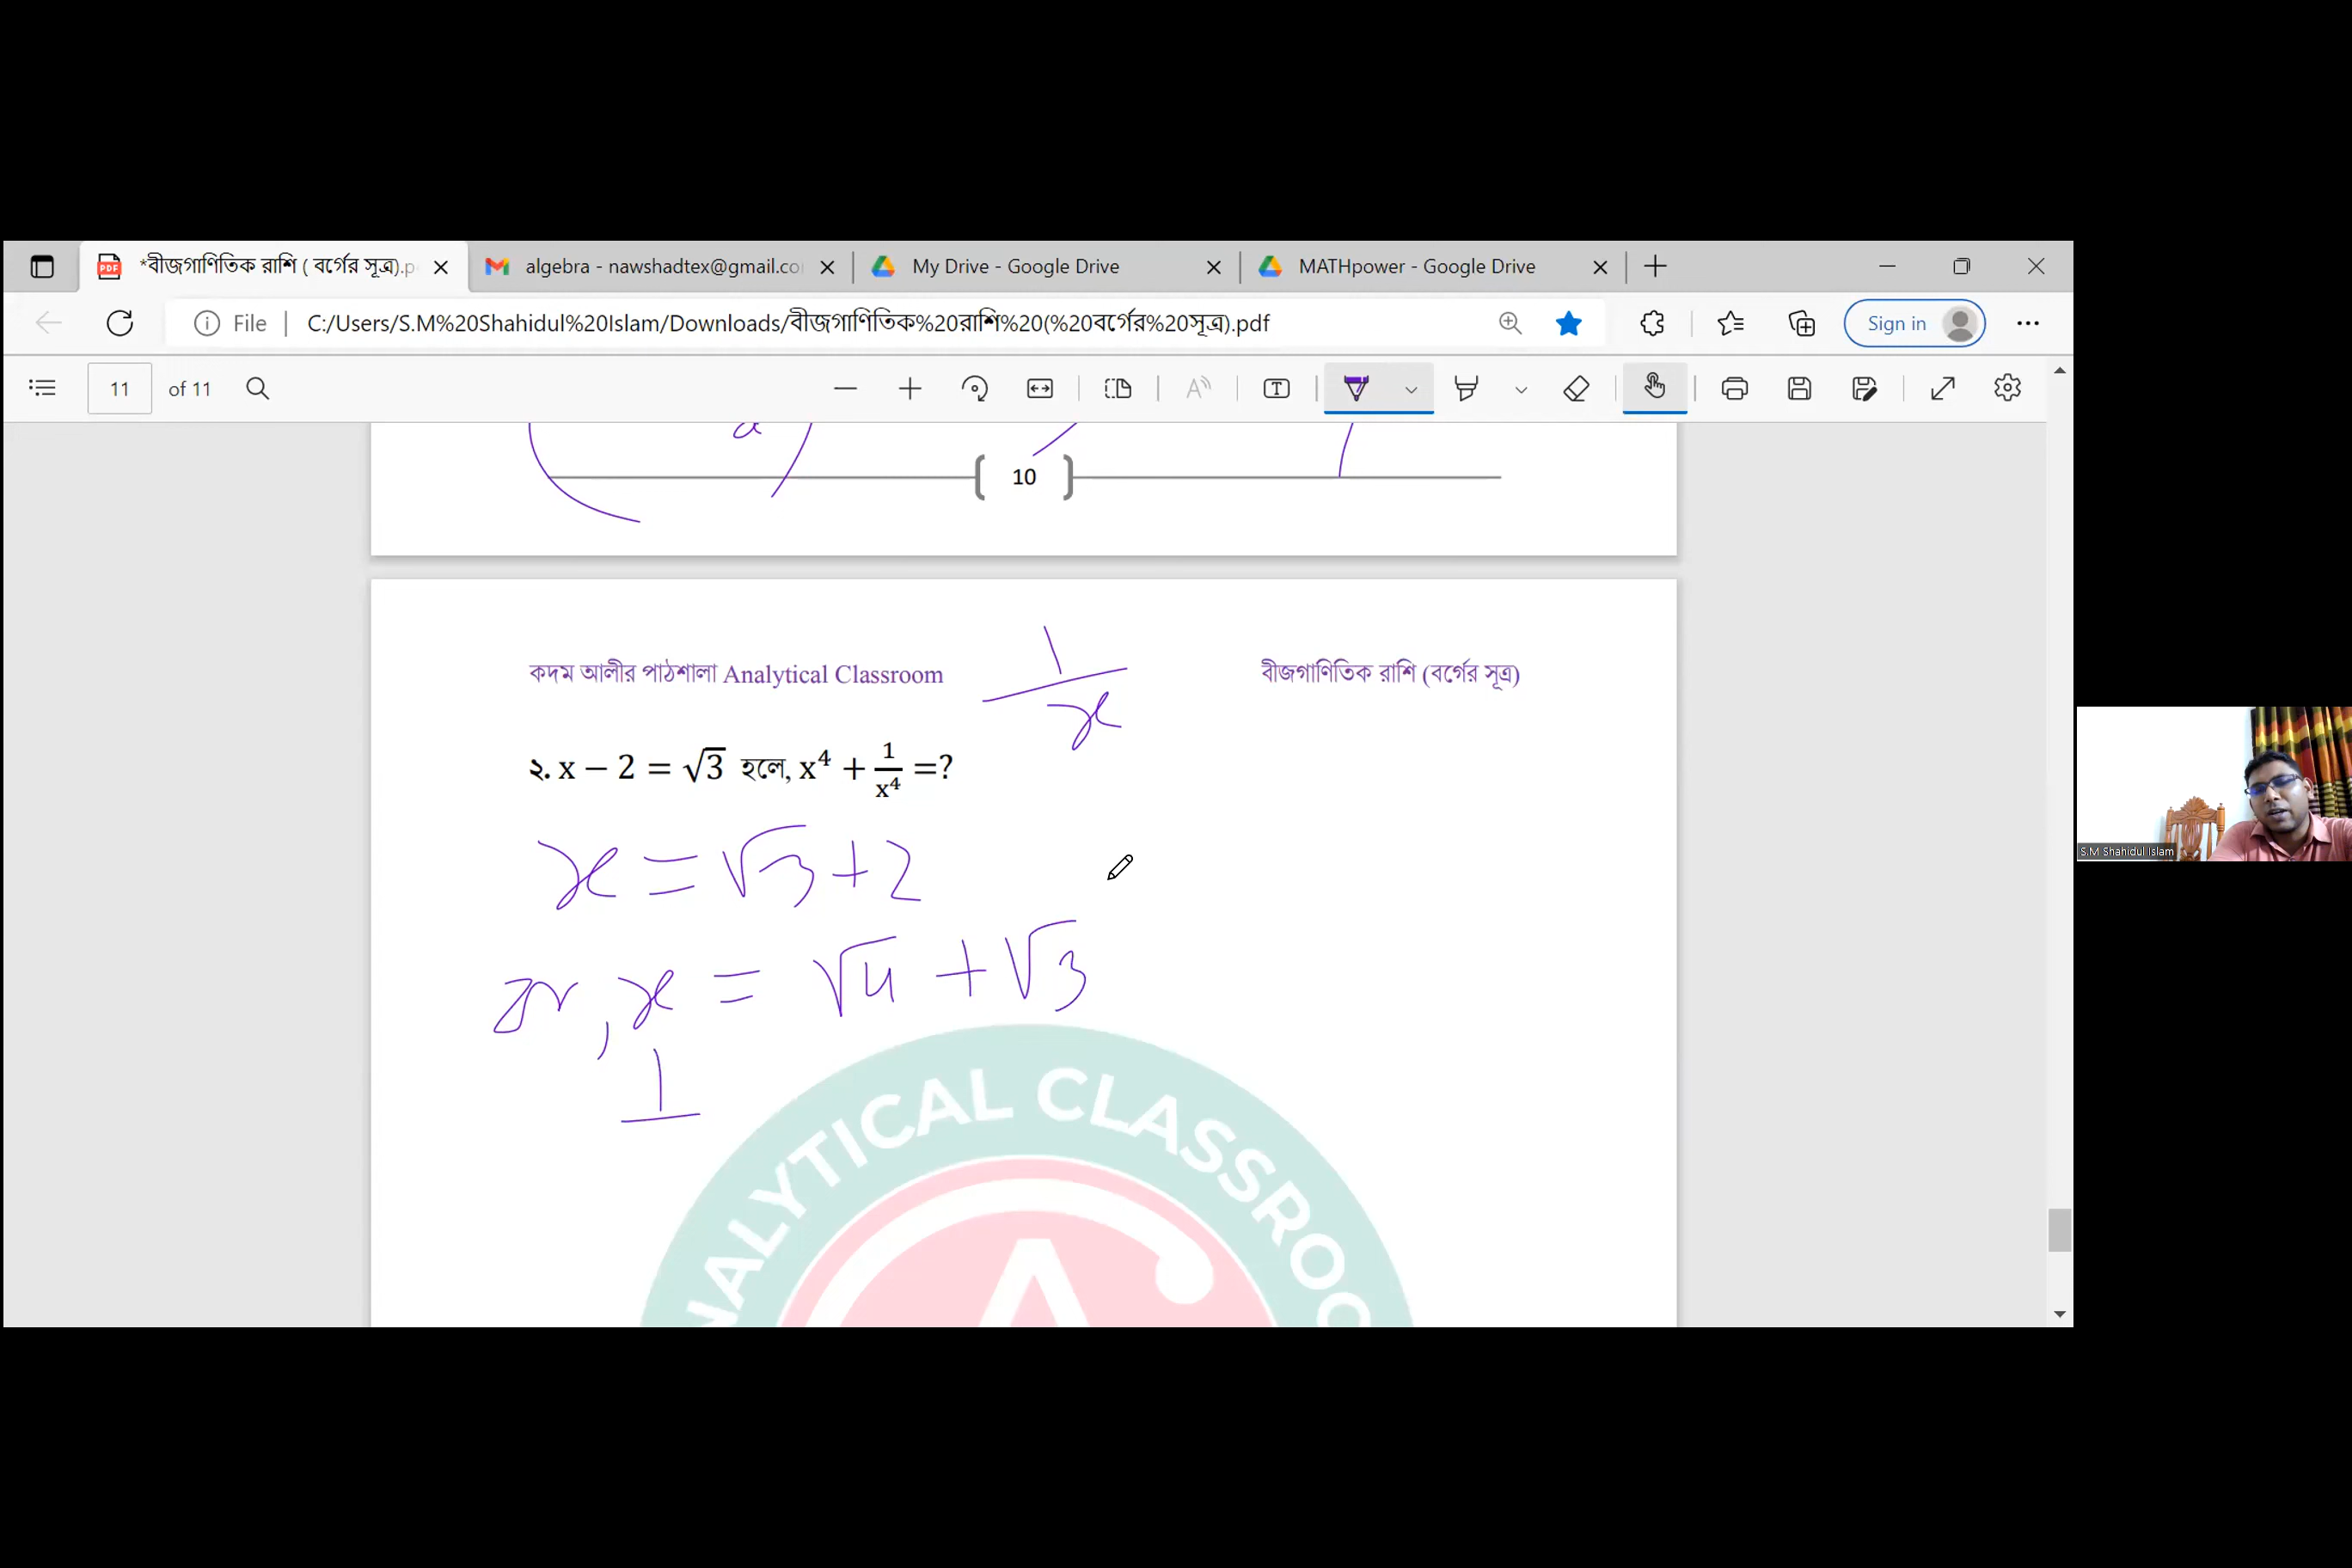 *বীজগাণিতিক রাশি ( বর্গের সূত্র).p
algebra - nawshadtex@gmail.co
My Drive - Google Drive
MATHpower - Google Drive
File
C:/Users/S.M%20Shahidul%20Islam/Downloads/বীজগাণিতিক%20রাশি%20(%20বর্গের%20সূত্র).pdf
Sign in
11 of 11
10
কদম আলীর পাঠশালা Analytical Classroom
1/x
বীজগাণিতিক রাশি (বর্গের সূত্র)
২. x − 2 = √3 হলে, x⁴ + 1/x⁴ =?
x = √3 + 2
or, x = √4 + √3
1
S.M Shahidul Islam
ANALYTICAL CLASSROO